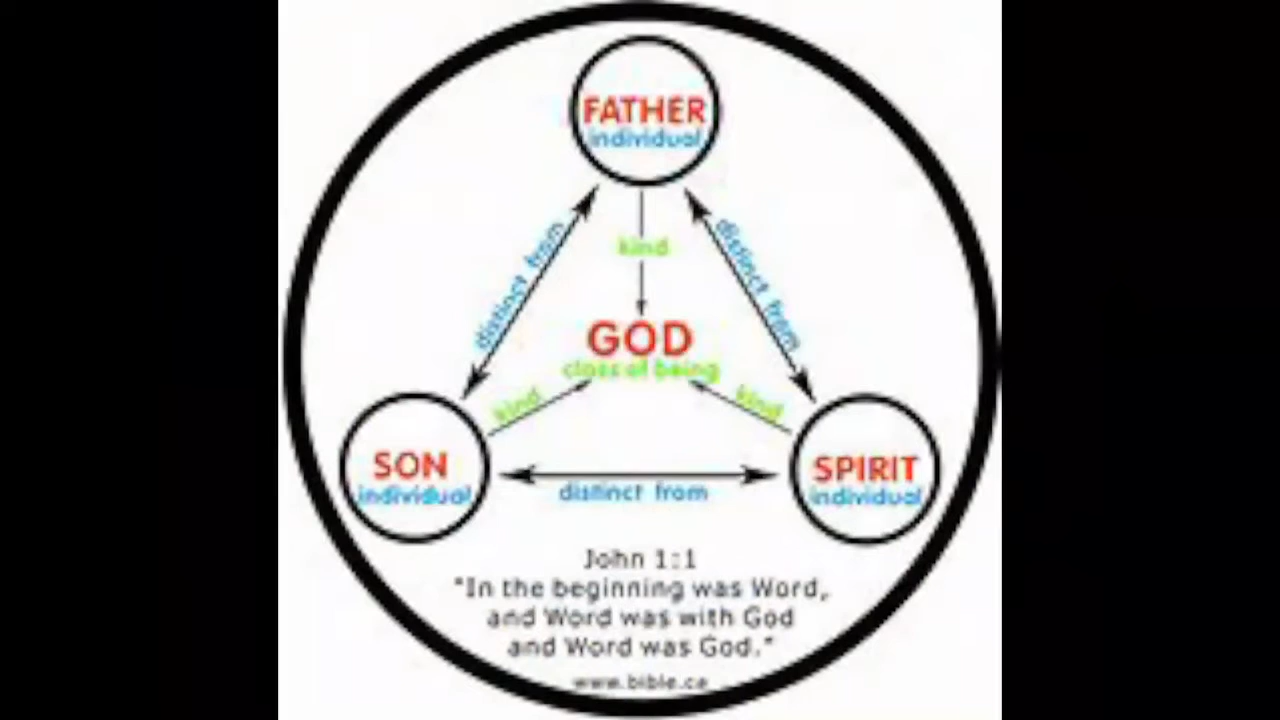 FATHER
individual
distinct from
kind
distinct from
GOD
class of being
kind
kind
SON
individual
SPIRIT
individual
distinct from
John 1:1
"In the beginning was Word,
and Word was with God
and Word was God."
www.bible.ca